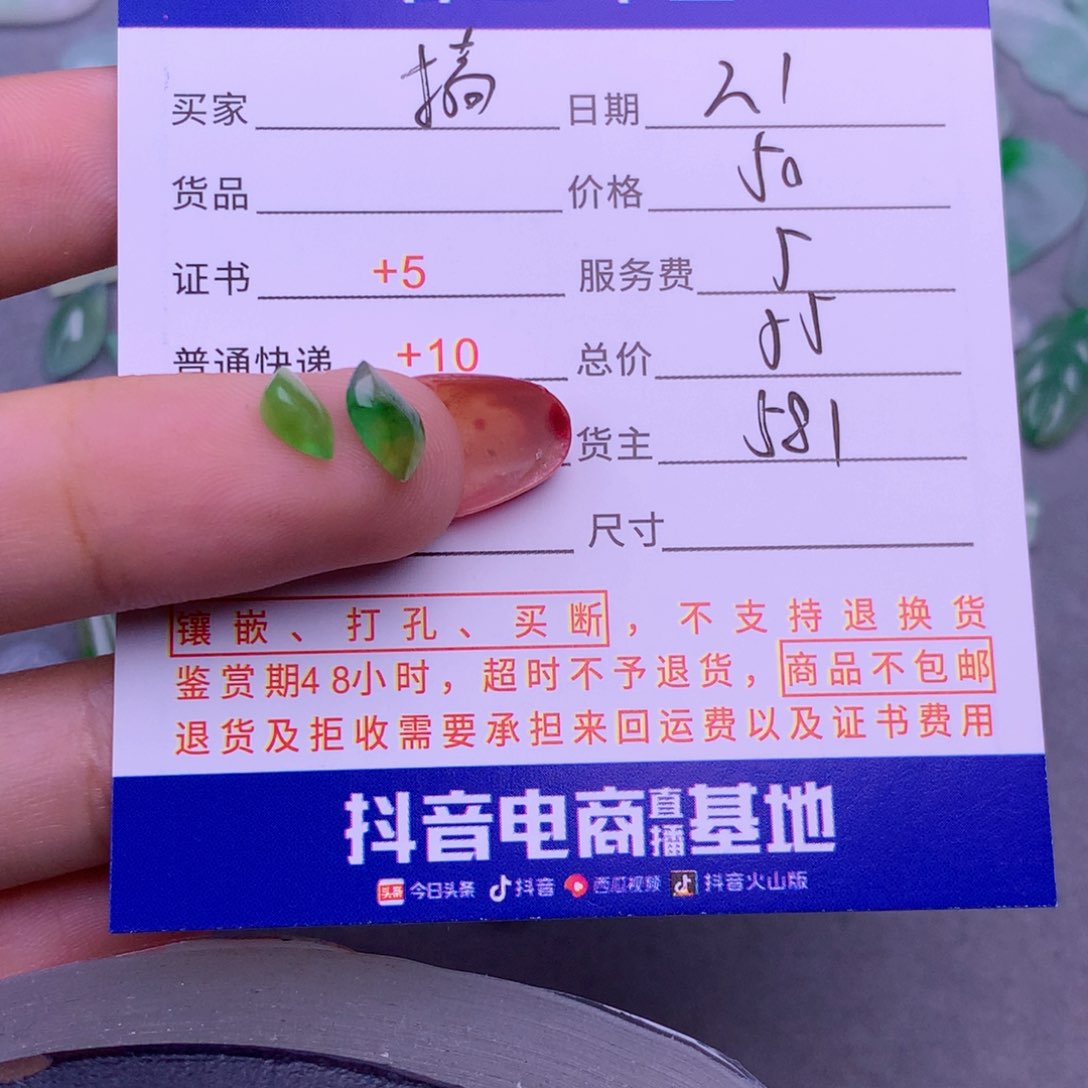 买家 搞 日期 21
货品 价格 50
证书 +5 服务费 5
普通快递 +10 总价 55
货主 581
尺寸
镶嵌、打孔、买断，不支持退换货
鉴赏期48小时，超时不予退货，商品不包邮
退货及拒收需要承担来回运费以及证书费用
抖音电商直播基地
头条 今日头条 抖音 西瓜视频 抖音火山版